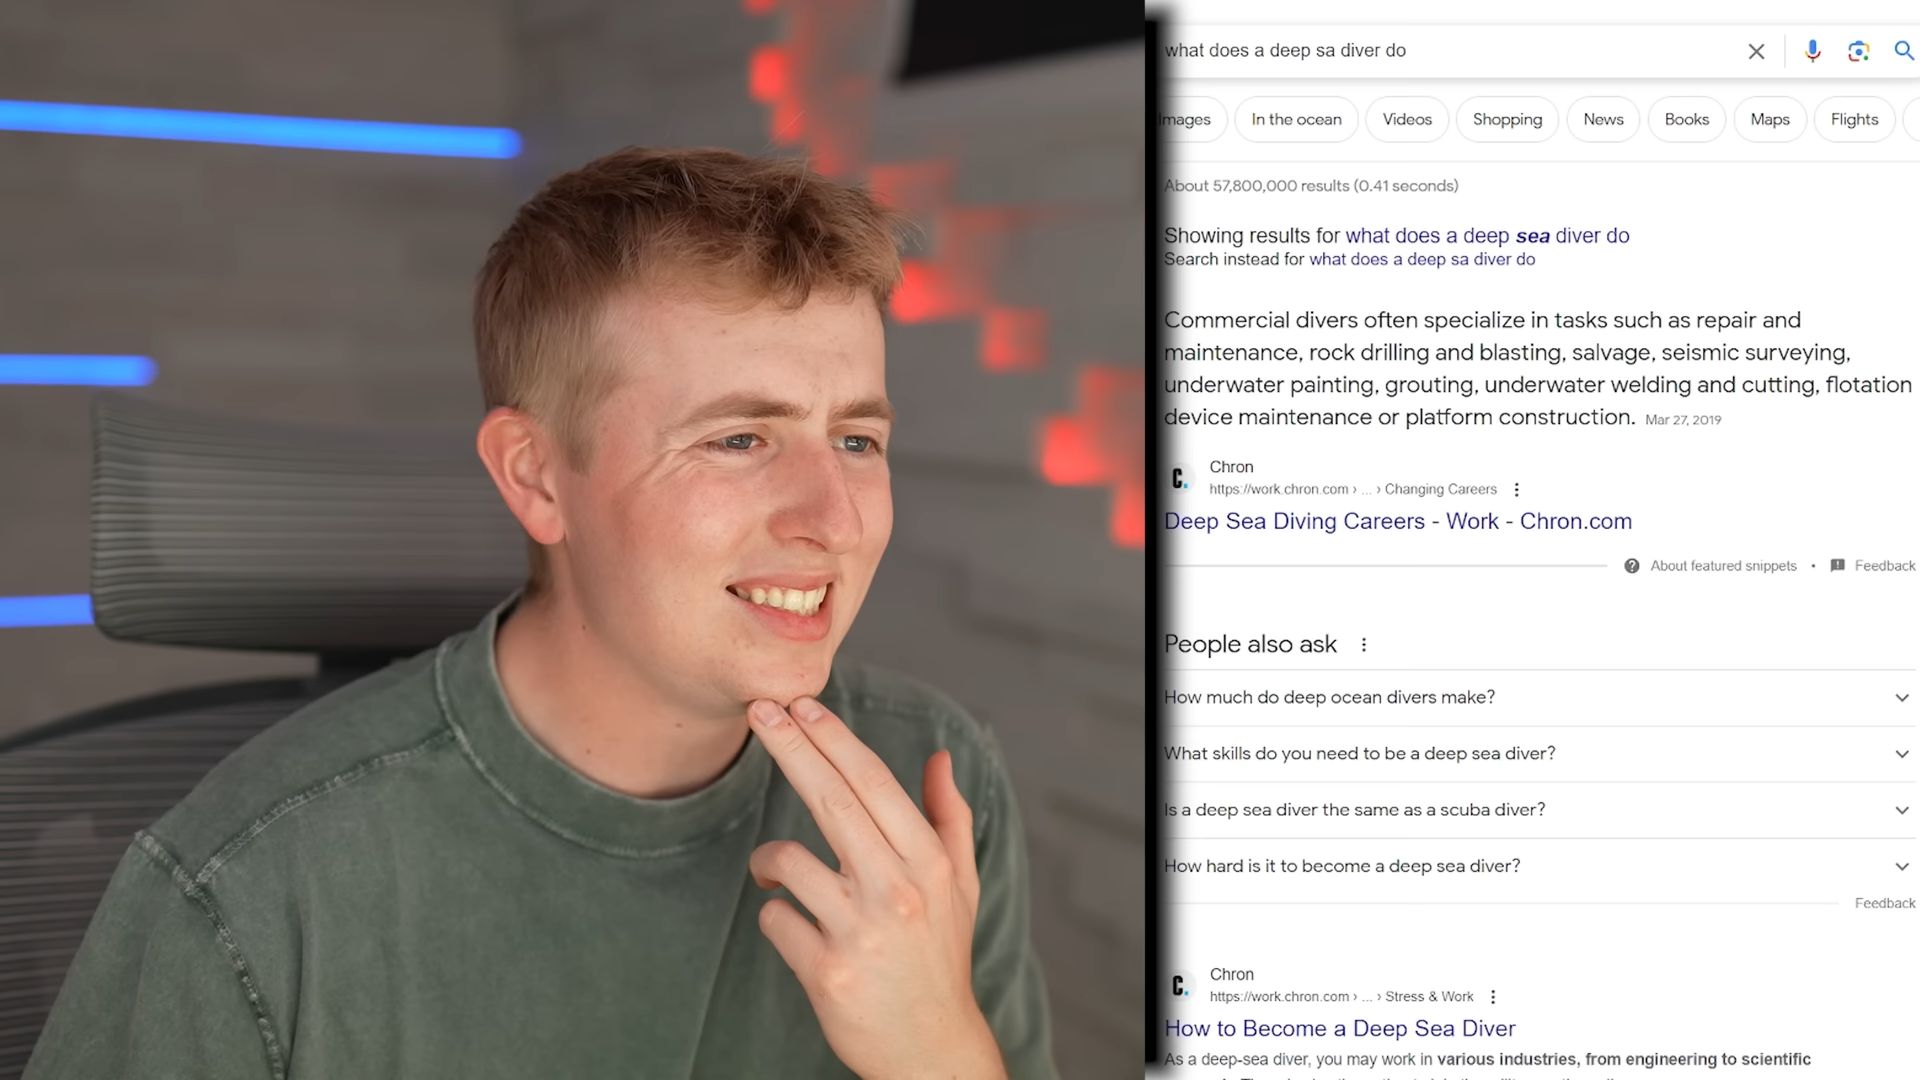 what does a deep sa diver do
Images In the ocean Videos Shopping News Books Maps Flights
About 57,800,000 results (0.41 seconds)
Showing results for what does a deep sea diver do
Search instead for what does a deep sa diver do
Commercial divers often specialize in tasks such as repair and
maintenance, rock drilling and blasting, salvage, seismic surveying,
underwater painting, grouting, underwater welding and cutting, flotation
device maintenance or platform construction. Mar 27, 2019
C.
Chron
https://work.chron.com › ... › Changing Careers
Deep Sea Diving Careers - Work - Chron.com
About featured snippets • Feedback
People also ask
How much do deep ocean divers make?
What skills do you need to be a deep sea diver?
Is a deep sea diver the same as a scuba diver?
How hard is it to become a deep sea diver?
Feedback
C.
Chron
https://work.chron.com › ... › Stress & Work
How to Become a Deep Sea Diver
As a deep-sea diver, you may work in various industries, from engineering to scientific